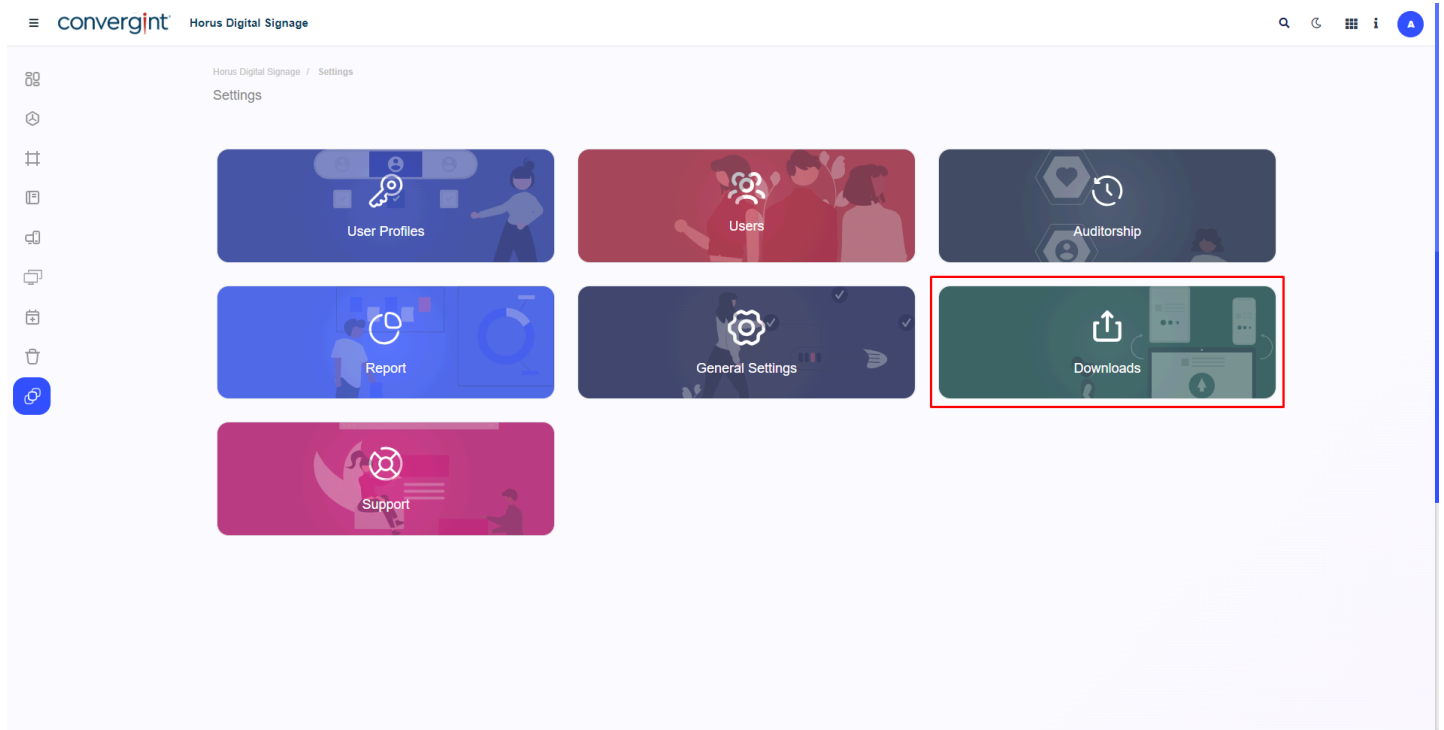 convergint Horus Digital Signage A
Horus Digital Signage / Settings
Settings
User Profiles
Users
Auditorship
Report
General Settings
Downloads
Support